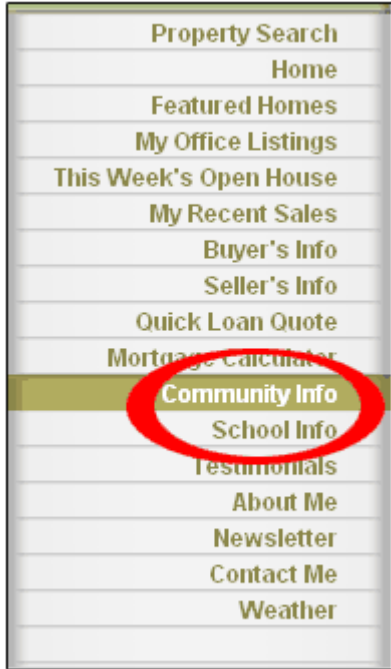 Property Search
Home
Featured Homes
My Office Listings
This Week's Open House
My Recent Sales
Buyer's Info
Seller's Info
Quick Loan Quote
Mortgage Calculator
Community Info
School Info
Testimonials
About Me
Newsletter
Contact Me
Weather